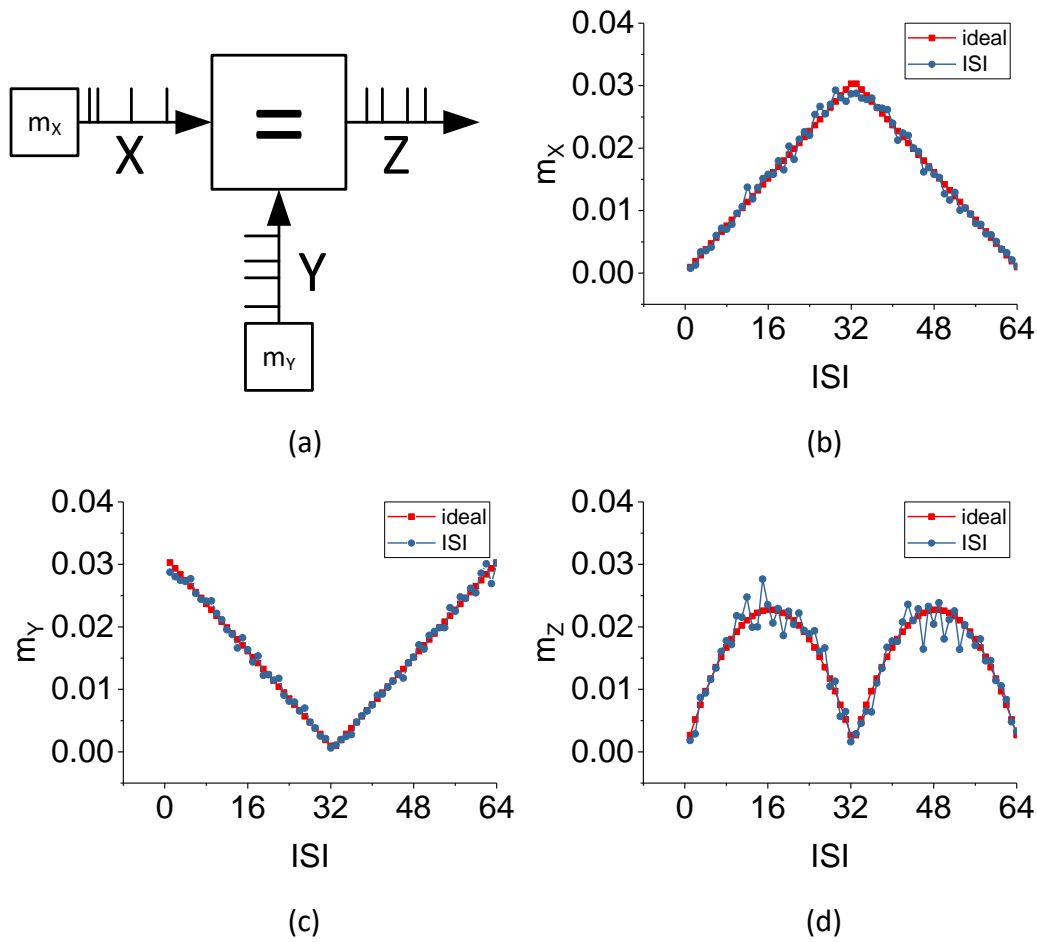 m_X
X
=
Z
Y
m_Y
(a)
0.04
0.03
0.02
0.01
0.00
m_X
ideal
ISI
0 16 32 48 64
ISI
(b)
0.04
0.03
0.02
0.01
0.00
m_Y
ideal
ISI
0 16 32 48 64
ISI
(c)
0.04
0.03
0.02
0.01
0.00
m_Z
ideal
ISI
0 16 32 48 64
ISI
(d)